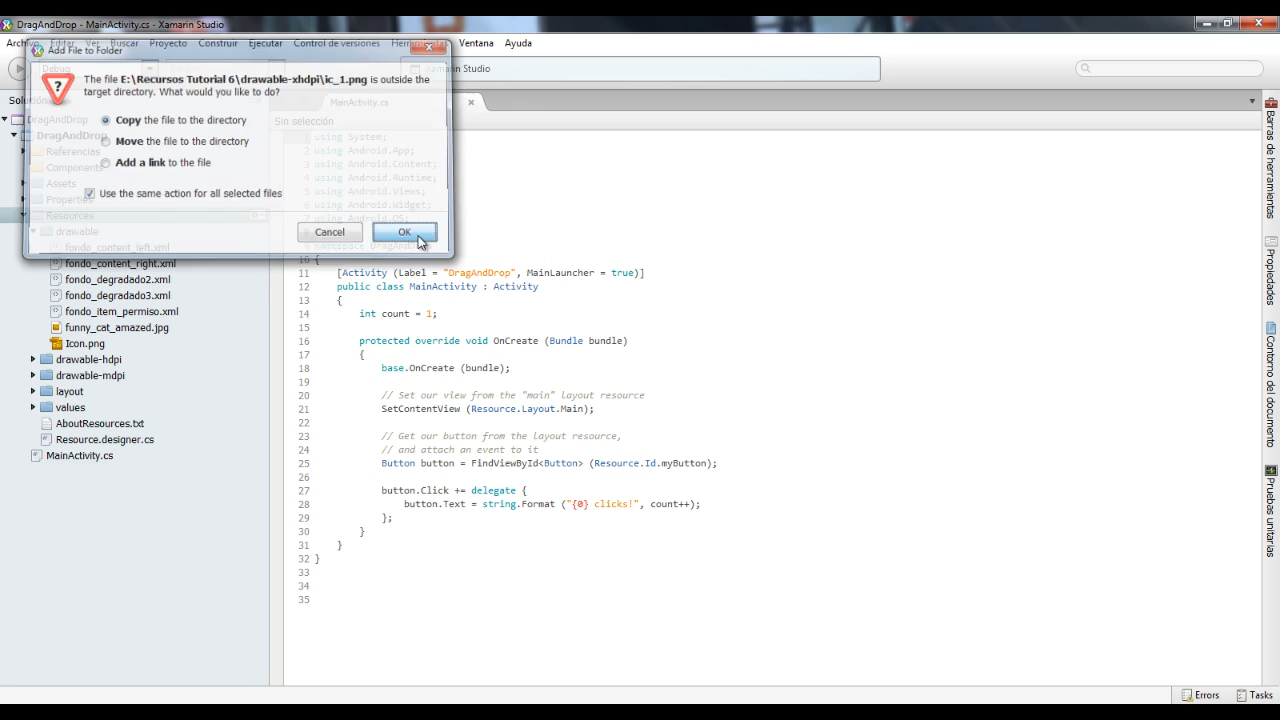 DragAndDrop - MainActivity.cs - Xamarin Studio
Archivo Editar Ver Buscar Proyecto Construir Ejecutar Control de versiones Herramientas Ventana Ayuda
Add File to Folder
Debug
Xamarin Studio
The file E:\Recursos Tutorial 6\drawable-xhdpi\ic_1.png is outside the
target directory. What would you like to do?
Copy the file to the directory
Move the file to the directory
Add a link to the file
Use the same action for all selected files
Cancel
OK
MainActivity.cs
Sin selección
DragAndDrop
DragAndDrop
Referencias
Components
Assets
Properties
Resources
drawable
fondo_content_left.xml
fondo_content_right.xml
fondo_degradado2.xml
fondo_degradado3.xml
fondo_item_permiso.xml
funny_cat_amazed.jpg
Icon.png
drawable-hdpi
drawable-mdpi
layout
values
AboutResources.txt
Resource.designer.cs
MainActivity.cs
1 using System;
2 using Android.App;
3 using Android.Content;
4 using Android.Runtime;
5 using Android.Views;
6 using Android.Widget;
7 using Android.OS;
namespace DragAndDrop
10 {
11 [Activity (Label = "DragAndDrop", MainLauncher = true)]
12 public class MainActivity : Activity
13 {
14 int count = 1;
15
16 protected override void OnCreate (Bundle bundle)
17 {
18 base.OnCreate (bundle);
19
20 // Set our view from the "main" layout resource
21 SetContentView (Resource.Layout.Main);
22
23 // Get our button from the layout resource,
24 // and attach an event to it
25 Button button = FindViewById<Button> (Resource.Id.myButton);
26
27 button.Click += delegate {
28 button.Text = string.Format ("{0} clicks!", count++);
29 };
30 }
31 }
32 }
33
34
35
Barras de herramientas
Propiedades
Contorno del documento
Pruebas unitarias
Errors
Tasks